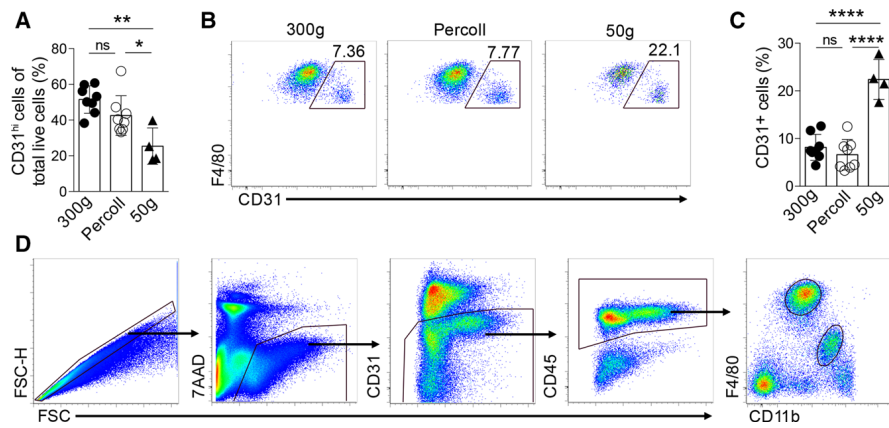 A
**
ns
*
80
60
40
20
0
CD31hi cells of
total live cells (%)
300g
Percoll
50g
B
300g
Percoll
50g
7.36
7.77
22.1
F4/80
CD31
C
****
ns
****
30
20
10
0
CD31+ cells (%)
300g
Percoll
50g
D
FSC-H
FSC
7AAD
CD31
CD45
F4/80
CD11b